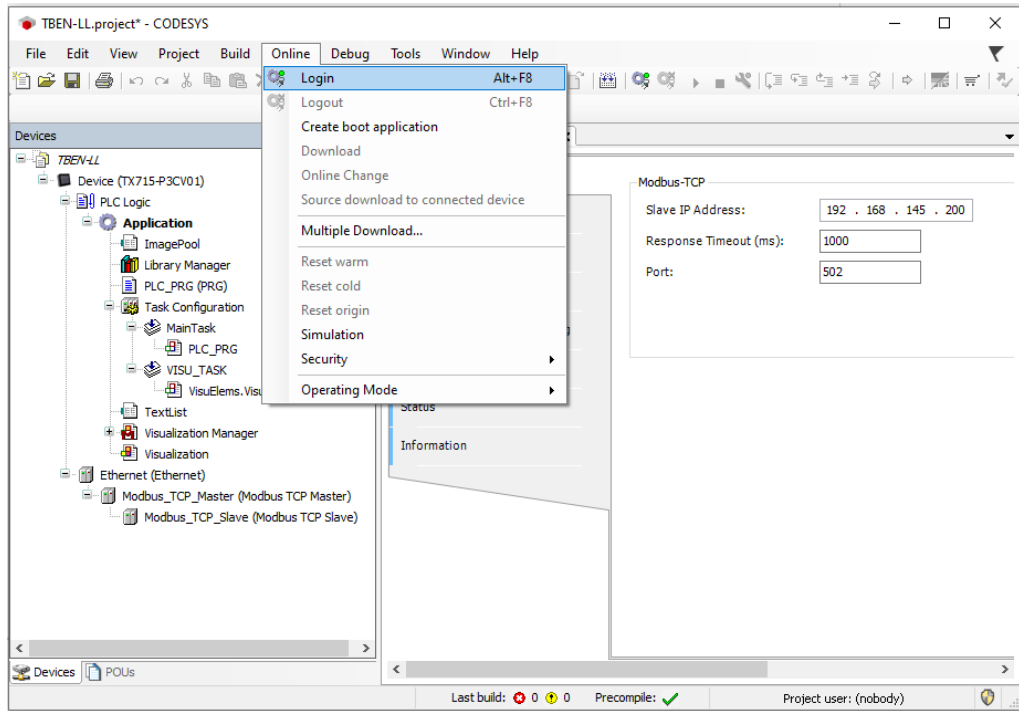 TBEN-LL.project* - CODESYS
File Edit View Project Build Online Debug Tools Window Help
Login Alt+F8
Logout Ctrl+F8
Create boot application
Download
Online Change
Source download to connected device
Multiple Download...
Reset warm
Reset cold
Reset origin
Simulation
Security
Operating Mode
Devices
TBEN-LL
Device (TX715-P3CV01)
PLC Logic
Application
ImagePool
Library Manager
PLC_PRG (PRG)
Task Configuration
MainTask
PLC_PRG
VISU_TASK
VisuElems.Visu
TextList
Visualization Manager
Visualization
Ethernet (Ethernet)
Modbus_TCP_Master (Modbus TCP Master)
Modbus_TCP_Slave (Modbus TCP Slave)
Devices POUs
Status
Information
Modbus-TCP
Slave IP Address: 192 . 168 . 145 . 200
Response Timeout (ms): 1000
Port: 502
Last build: 0 0 Precompile: Project user: (nobody)